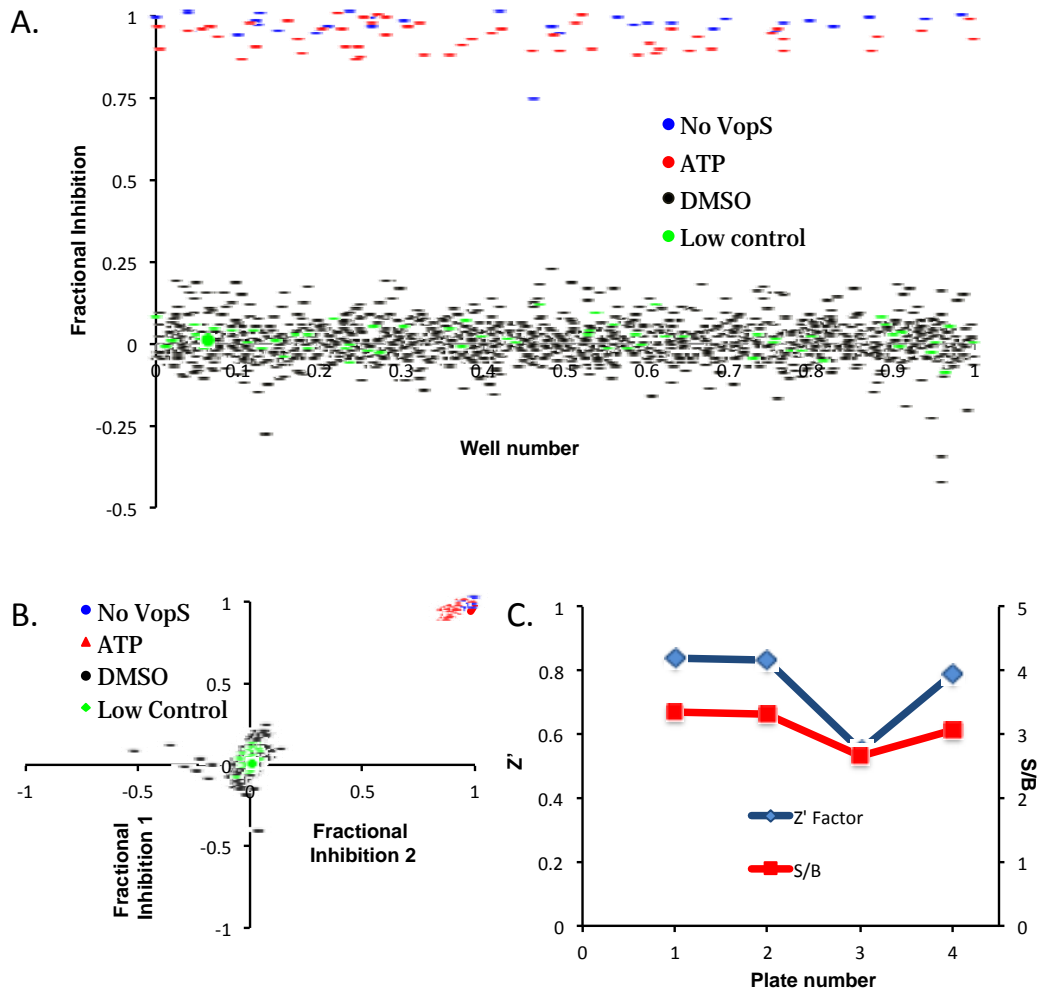 A.
1
0.75
0.5
0.25
0
-0.25
-0.5
Fractional Inhibition
No VopS
ATP
DMSO
Low control
0 0.1 0.2 0.3 0.4 0.5 0.6 0.7 0.8 0.9 1
Well number
B.
No VopS
ATP
DMSO
Low Control
1
0.5
0
-0.5
-1
-1 -0.5 0 0.5 1
Fractional
Inhibition 1
Fractional
Inhibition 2
C.
1
0.8
0.6
0.4
0.2
0
Z'
5
4
3
2
1
0
S/B
Z' Factor
S/B
0 1 2 3 4
Plate number